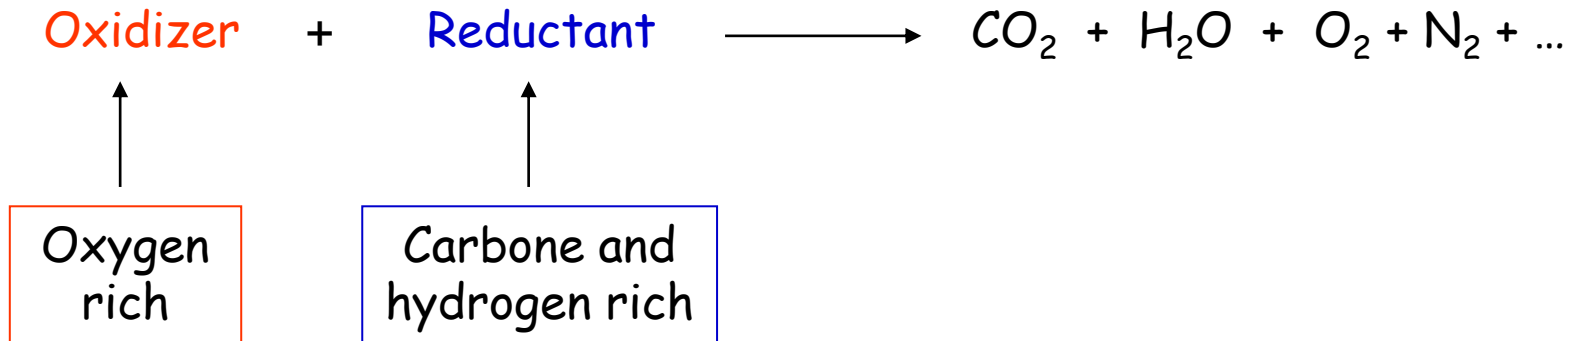 Oxidizer + Reductant → CO₂ + H₂O + O₂ + N₂ + ...
Oxygen
rich
Carbone and
hydrogen rich